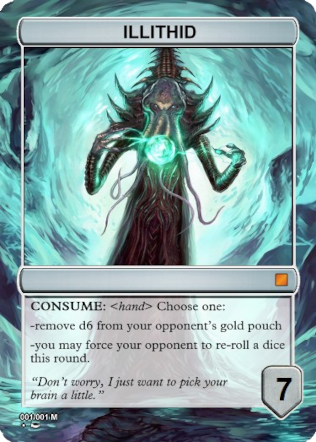 ILLITHID
CONSUME: <hand> Choose one:
-remove d6 from your opponent's gold pouch
-you may force your opponent to re-roll a dice
this round.
“Don't worry, I just want to pick your
brain a little.”
7
001/001 M